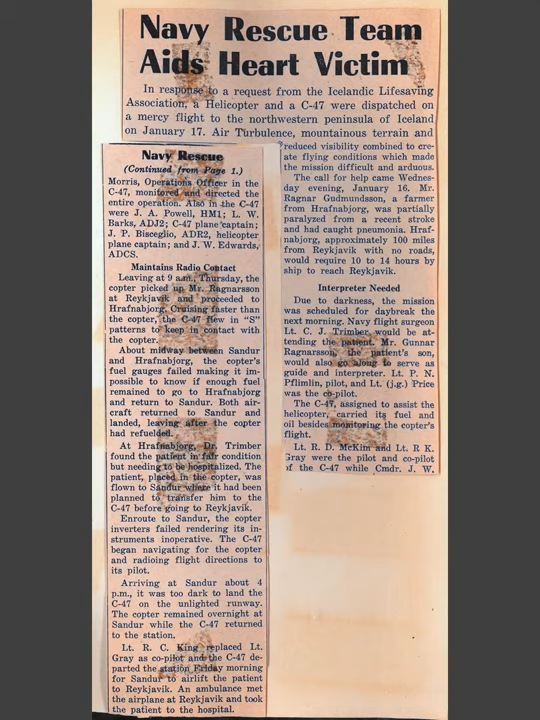 Navy Rescue Team
Aids Heart Victim
In response to a request from the Icelandic Lifesaving
Association, a Helicopter and a C-47 were dispatched on
a mercy flight to the northwestern peninsula of Iceland
on January 17. Air Turbulence, mountainous terrain and
reduced visibility combined to cre-
ate flying conditions which made
the mission difficult and arduous.
The call for help came Wednes-
day evening, January 16. Mr.
Ragnar Gudmundsson, a farmer
from Hrafnabjorg, was partially
paralyzed from a recent stroke
and had caught pneumonia. Hraf-
nabjorg, approximately 100 miles
from Reykjavik with no roads,
would require 10 to 14 hours by
ship to reach Reykjavik.
Interpreter Needed
Due to darkness, the mission
was scheduled for daybreak the
next morning. Navy flight surgeon
Lt. C. J. Trimber would be at-
tending the patient. Mr. Gunnar
Ragnarsson, the patient's son,
would also go along to serve as
guide and interpreter. Lt. P. N.
Pflimlin, pilot, and Lt. (j.g.) Price
was the co-pilot.
The C-47, assigned to assist the
helicopter, carried its fuel and
oil besides monitoring the copter's
flight.
Lt. R. D. McKim and Lt. R K.
Gray were the pilot and co-pilot
of the C-47 while Cmdr. J. W.
Navy Rescue
(Continued from Page 1.)
Morris, Operations Officer in the
C-47, monitored and directed the
entire operation. Also in the C-47
were J. A. Powell, HM1; L. W.
Barks, ADJ2; C-47 plane captain;
J. P. Bisceglio, ADR2, helicopter
plane captain; and J. W. Edwards,
ADCS.
Maintains Radio Contact
Leaving at 9 a.m., Thursday, the
copter picked up Mr. Ragnarsson
at Reykjavik and proceeded to
Hrafnabjorg. Cruising faster than
the copter, the C-47 flew in "S"
patterns to keep in contact with
the copter.
About midway between Sandur
and Hrafnabjorg, the copter's
fuel gauges failed making it im-
possible to know if enough fuel
remained to go to Hrafnabjorg
and return to Sandur. Both air-
craft returned to Sandur and
landed, leaving after the copter
had refueled.
At Hrafnabjorg, Dr. Trimber
found the patient in fair condition
but needing to be hospitalized. The
patient, placed in the copter, was
flown to Sandur where it had been
planned to transfer him to the
C-47 before going to Reykjavik.
Enroute to Sandur, the copter
inverters failed rendering its in-
struments inoperative. The C-47
began navigating for the copter
and radioing flight directions to
its pilot.
Arriving at Sandur about 4
p.m., it was too dark to land the
C-47 on the unlighted runway.
The copter remained overnight at
Sandur while the C-47 returned
to the station.
Lt. R. C. King replaced Lt.
Gray as co-pilot and the C-47 de-
parted the station Friday morning
for Sandur to airlift the patient
to Reykjavik. An ambulance met
the airplane at Reykjavik and took
the patient to the hospital.